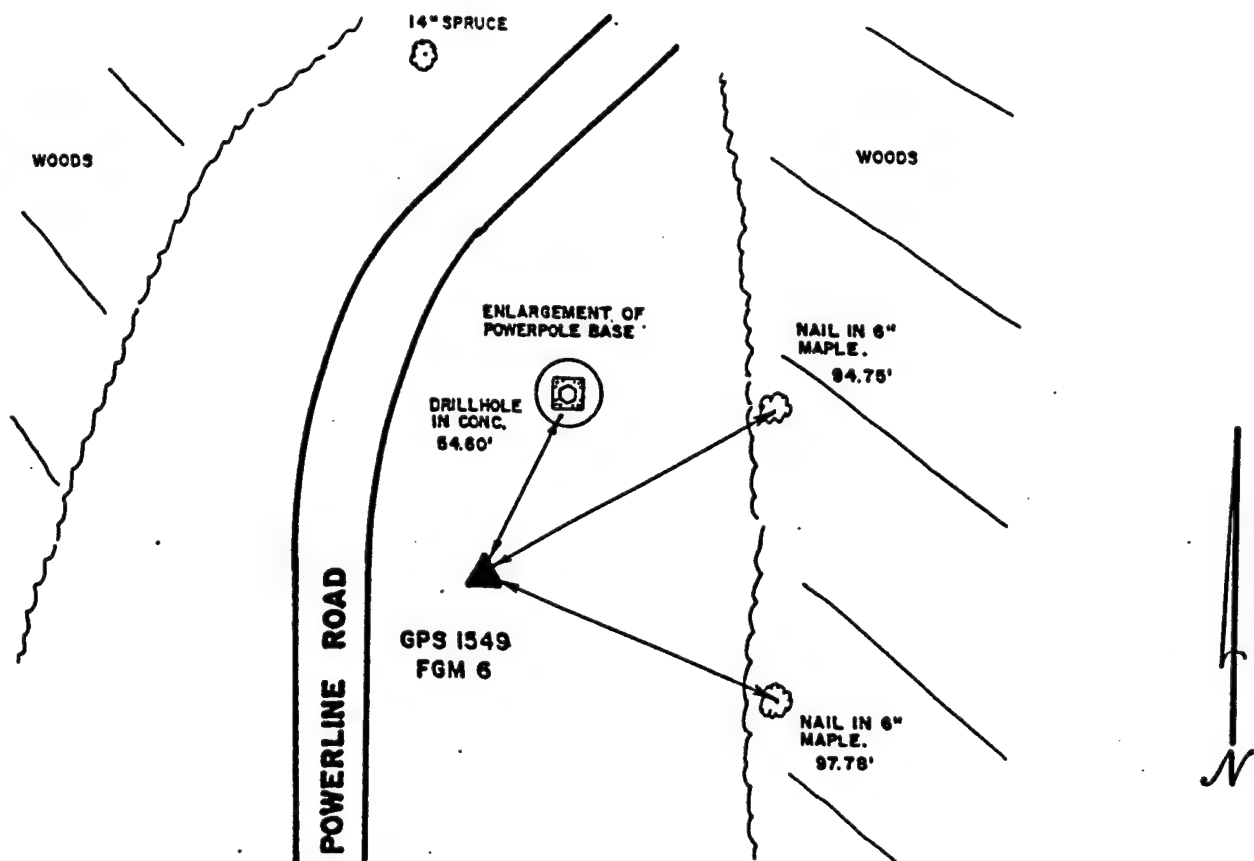 14" SPRUCE
WOODS
WOODS
ENLARGEMENT OF
POWERPOLE BASE
NAIL IN 6"
MAPLE.
94.75'
DRILLHOLE
IN CONC.
54.60'
GPS 1549
FGM 6
POWERLINE ROAD
NAIL IN 6"
MAPLE.
97.78'
N